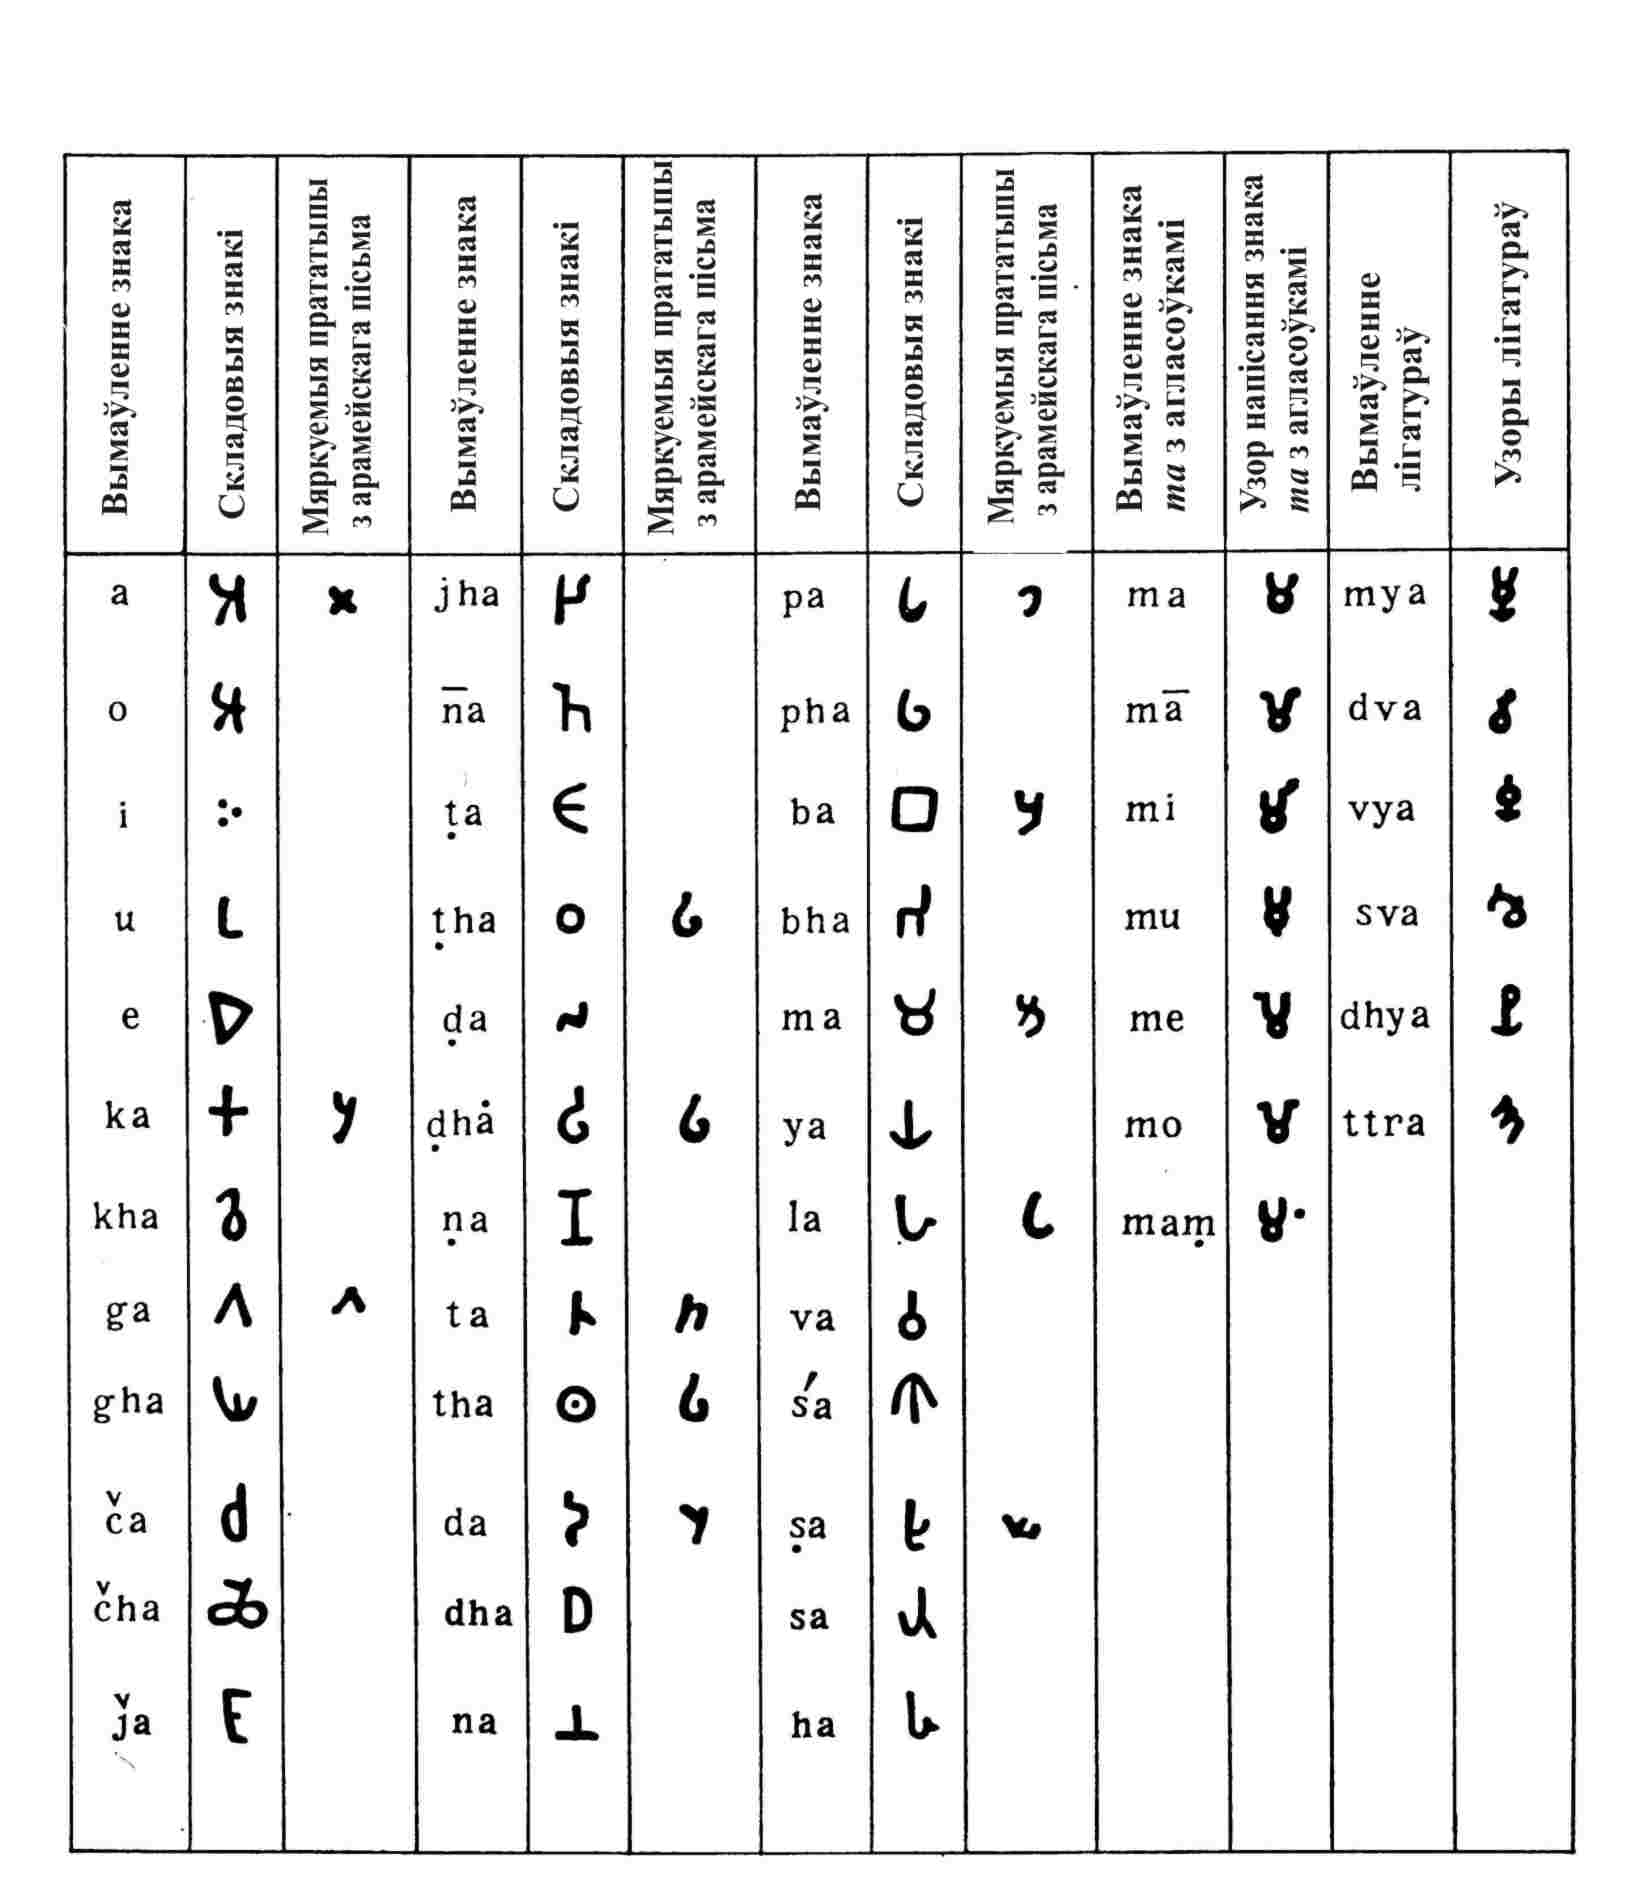 Вымаўленне знака
Складовыя знакі
Мяркуемыя пратапыпы
з арамейскага пісьма
Вымаўленне знака
Складовыя знакі
Мяркуемыя прататыпы
з арамейскага пісьма
Вымаўленне знака
Складовыя знакі
Мяркуемыя прататыпы
з арамейскага пісьма
Вымаўленне знака
ma з агласоўкамі
Узор напісання знака
ma з агласоўкамі
Вымаўленне
лігатураў
Узоры лігатураў
a 𑀅 jha 𑀛 pa 𑀧 ma 𑀫 mya 𑀫𑁆𑀬
o 𑀑 n̄a 𑀜 pha 𑀨 mā 𑀫𑀸 dva 𑀤𑁆𑀯
i 𑀇 ṭa 𑀝 ba 𑀩 mi 𑀫𑀺 vya 𑀯𑁆𑀬
u 𑀉 ṭha 𑀞 bha 𑀪 mu 𑀫𑀼 sva 𑀲𑁆𑀯
e 𑀏 ḍa 𑀟 ma 𑀫 me 𑀫𑁂 dhya 𑀥𑁆𑀬
ka 𑀓 ḍhȧ 𑀠 ya 𑀬 mo 𑀫𑁄 ttra
kha 𑀔 ṇa 𑀡 la 𑀮 maṃ 𑀫𑀁
ga 𑀕 ta 𑀢 va 𑀯
gha 𑀖 tha 𑀣 śa 𑀰
ča 𑀘 da 𑀤 ṣa 𑀱
čha 𑀙 dha 𑀥 sa 𑀲
ǰa 𑀚 na 𑀦 ha 𑀳